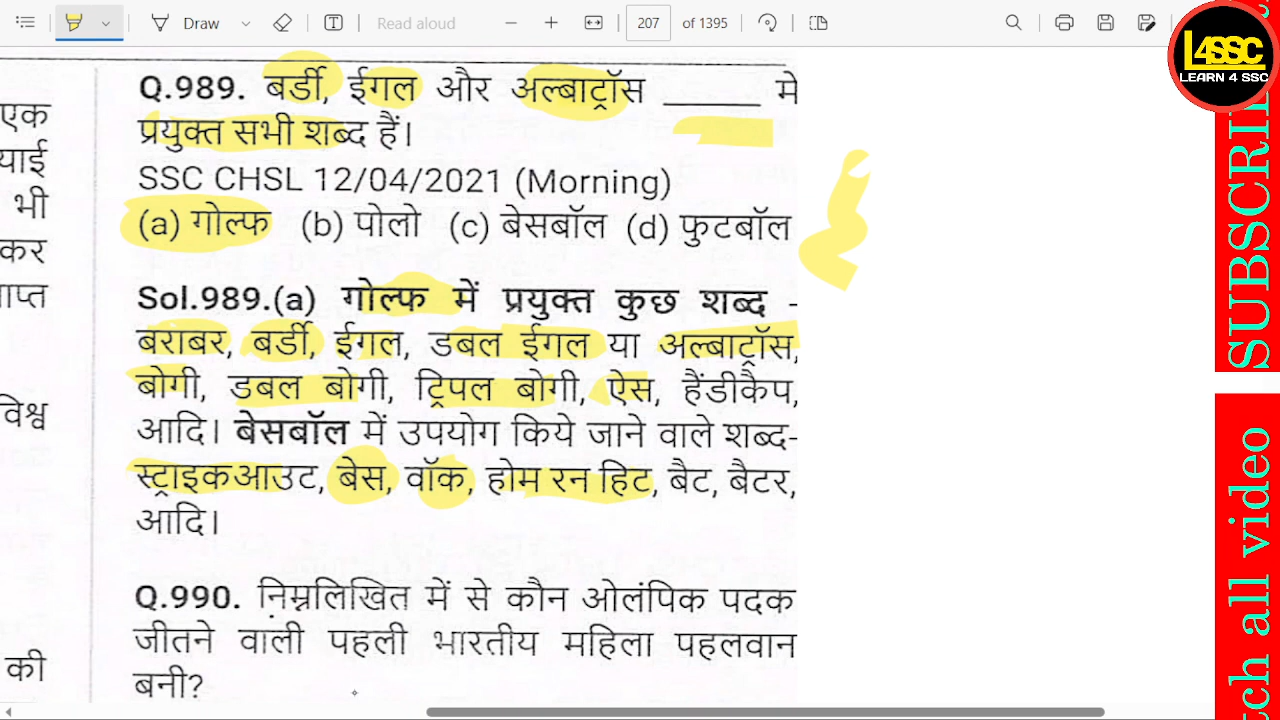 Draw
Read aloud
207 of 1395
L4SSC
LEARN 4 SSC
एक
याई
भी
कर
विश्व
की
Q.989. बर्डी, ईगल और अल्बाट्रॉस ______ मे
प्रयुक्त सभी शब्द हैं।
SSC CHSL 12/04/2021 (Morning)
(a) गोल्फ (b) पोलो (c) बेसबॉल (d) फुटबॉल
Sol.989.(a) गोल्फ में प्रयुक्त कुछ शब्द -
बराबर, बर्डी, ईगल, डबल ईगल या अल्बाट्रॉस,
बोगी, डबल बोगी, ट्रिपल बोगी, ऐस, हैंडीकैप,
आदि। बेसबॉल में उपयोग किये जाने वाले शब्द-
स्ट्राइकआउट, बेस, वॉक, होम रन हिट, बैट, बैटर,
आदि।
Q.990. निम्नलिखित में से कौन ओलंपिक पदक
जीतने वाली पहली भारतीय महिला पहलवान
बनी?
SUBSCRI
tch all video